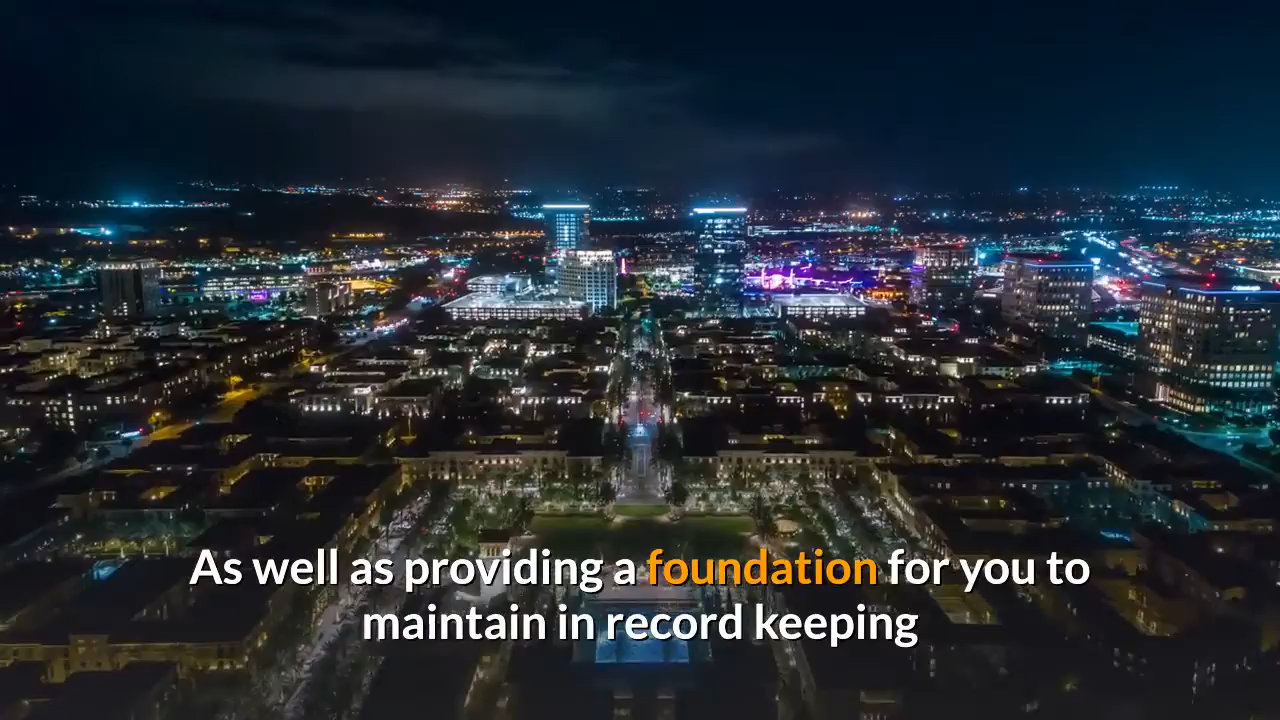 As well as providing a foundation for you to
maintain in record keeping